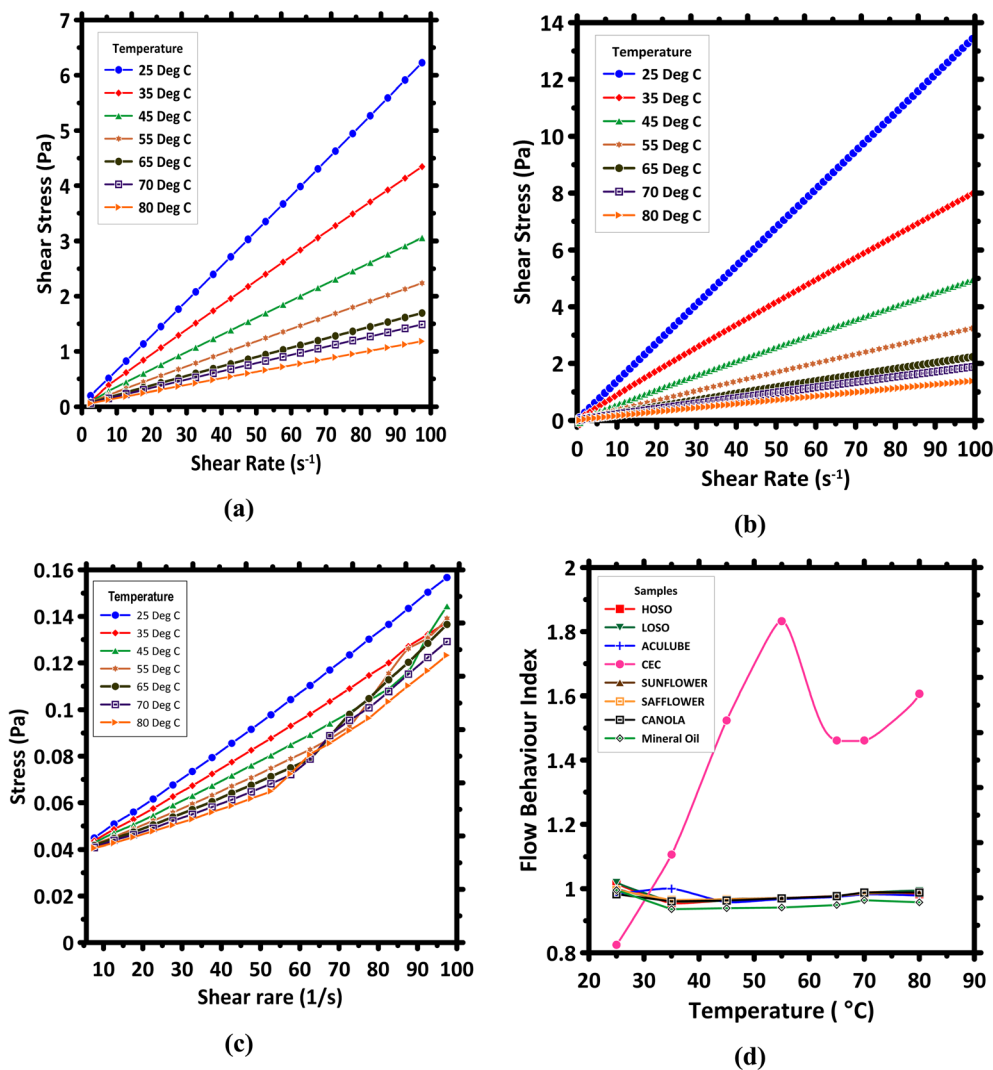 7
6
5
4
3
2
1
0
Shear Stress (Pa)
Temperature
25 Deg C
35 Deg C
45 Deg C
55 Deg C
65 Deg C
70 Deg C
80 Deg C
0 10 20 30 40 50 60 70 80 90 100
Shear Rate (s-1)
(a)
14
12
10
8
6
4
2
0
Shear Stress (Pa)
Temperature
25 Deg C
35 Deg C
45 Deg C
55 Deg C
65 Deg C
70 Deg C
80 Deg C
0 10 20 30 40 50 60 70 80 90 100
Shear Rate (s-1)
(b)
0.16
0.14
0.12
0.1
0.08
0.06
0.04
0.02
0
Stress (Pa)
Temperature
25 Deg C
35 Deg C
45 Deg C
55 Deg C
65 Deg C
70 Deg C
80 Deg C
10 20 30 40 50 60 70 80 90 100
Shear rare (1/s)
(c)
2
1.8
1.6
1.4
1.2
1
0.8
Flow Behaviour Index
Samples
HOSO
LOSO
ACULUBE
CEC
SUNFLOWER
SAFFLOWER
CANOLA
Mineral Oil
20 30 40 50 60 70 80 90
Temperature ( °C)
(d)